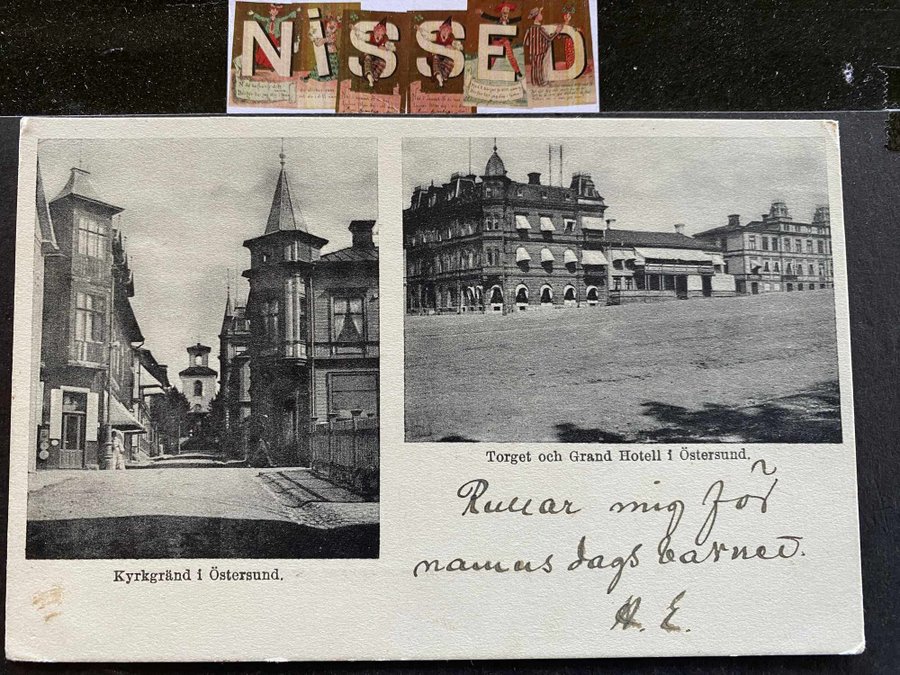 NiSSED
Torget och Grand Hotell i Östersund.
Rullar mig för
namnsdags barnet.
A. E.
Kyrkgränd i Östersund.